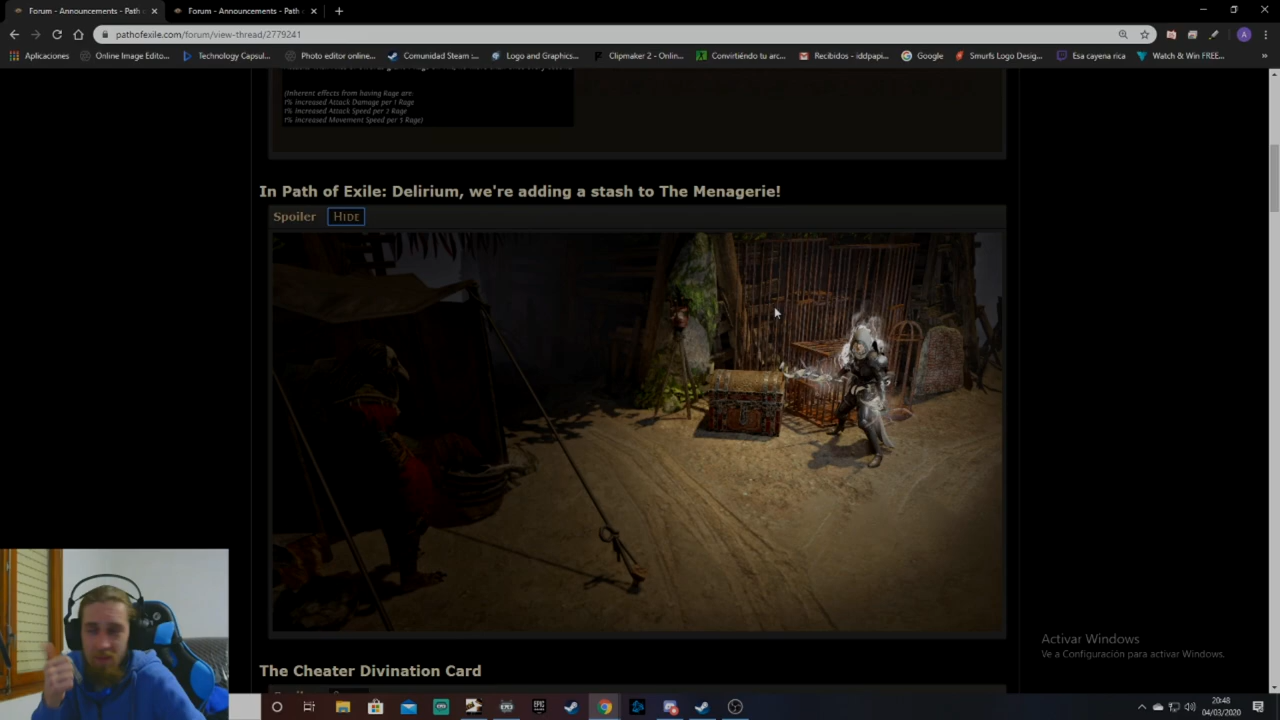 Forum - Announcements - Path
Forum - Announcements - Path
pathofexile.com/forum/view-thread/2779241
A
Aplicaciones
Online Image Edito...
Technology Capsul...
Photo editor online...
Comunidad Steam :...
Logo and Graphics...
Clipmaker 2 - Onlin...
Convirtiéndo tu arc...
Recibidos - iddpapi...
Google
Smurfs Logo Desig...
Esa cayena rica
Watch & Win FREE...
»
(Inherent effects from having Rage are:
1% increased Attack Damage per 1 Rage
1% increased Attack Speed per 2 Rage
1% increased Movement Speed per 5 Rage)
In Path of Exile: Delirium, we're adding a stash to The Menagerie!
Spoiler HIDE
The Cheater Divination Card
Activar Windows
Ve a Configuración para activar Windows.
EPIC
20:48
04/03/2020